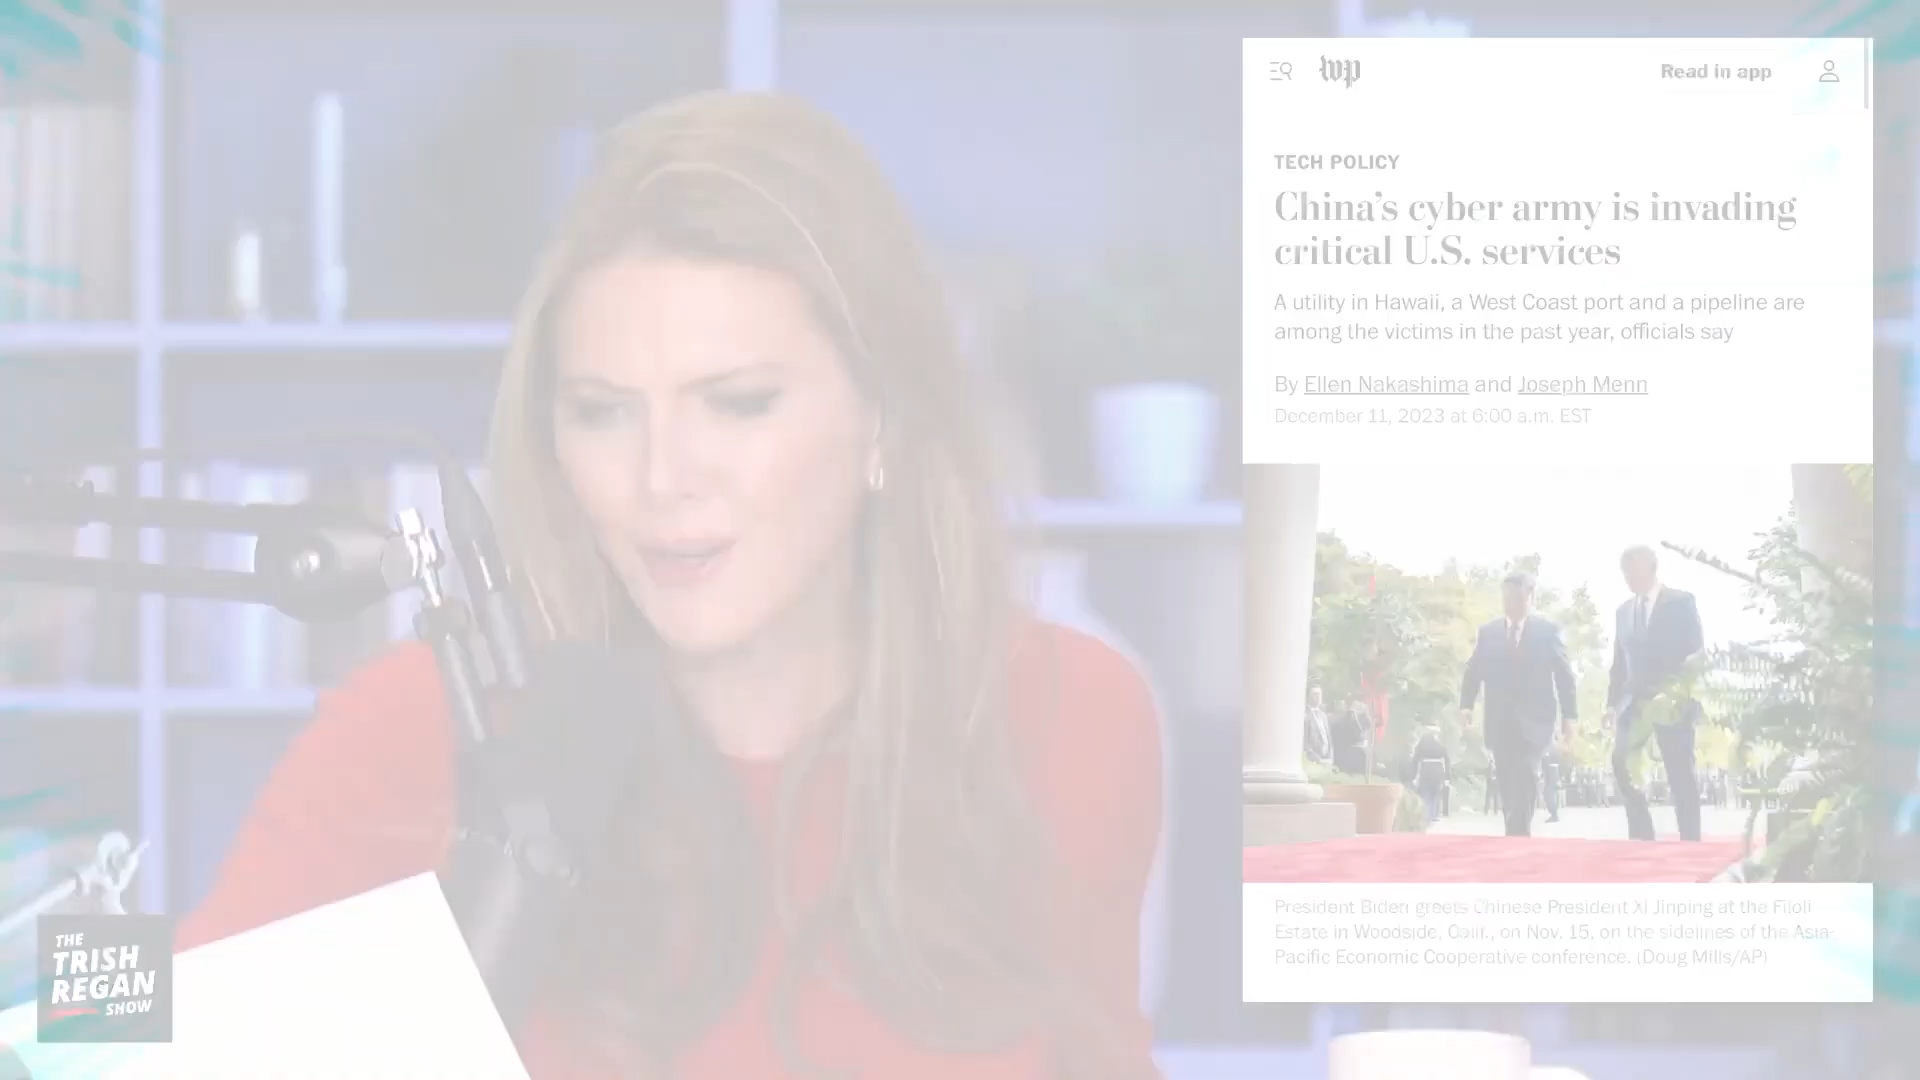 Read in app
TECH POLICY
China's cyber army is invading
critical U.S. services
A utility in Hawaii, a West Coast port and a pipeline are
among the victims in the past year, officials say
By Ellen Nakashima and Joseph Menn
December 11, 2023 at 6:00 a.m. EST
President Biden greets Chinese President Xi Jinping at the Filoli
Estate in Woodside, Calif., on Nov. 15, on the sidelines of the Asia-
Pacific Economic Cooperative conference. (Doug Mills/AP)
THE
TRISH
REGAN
SHOW